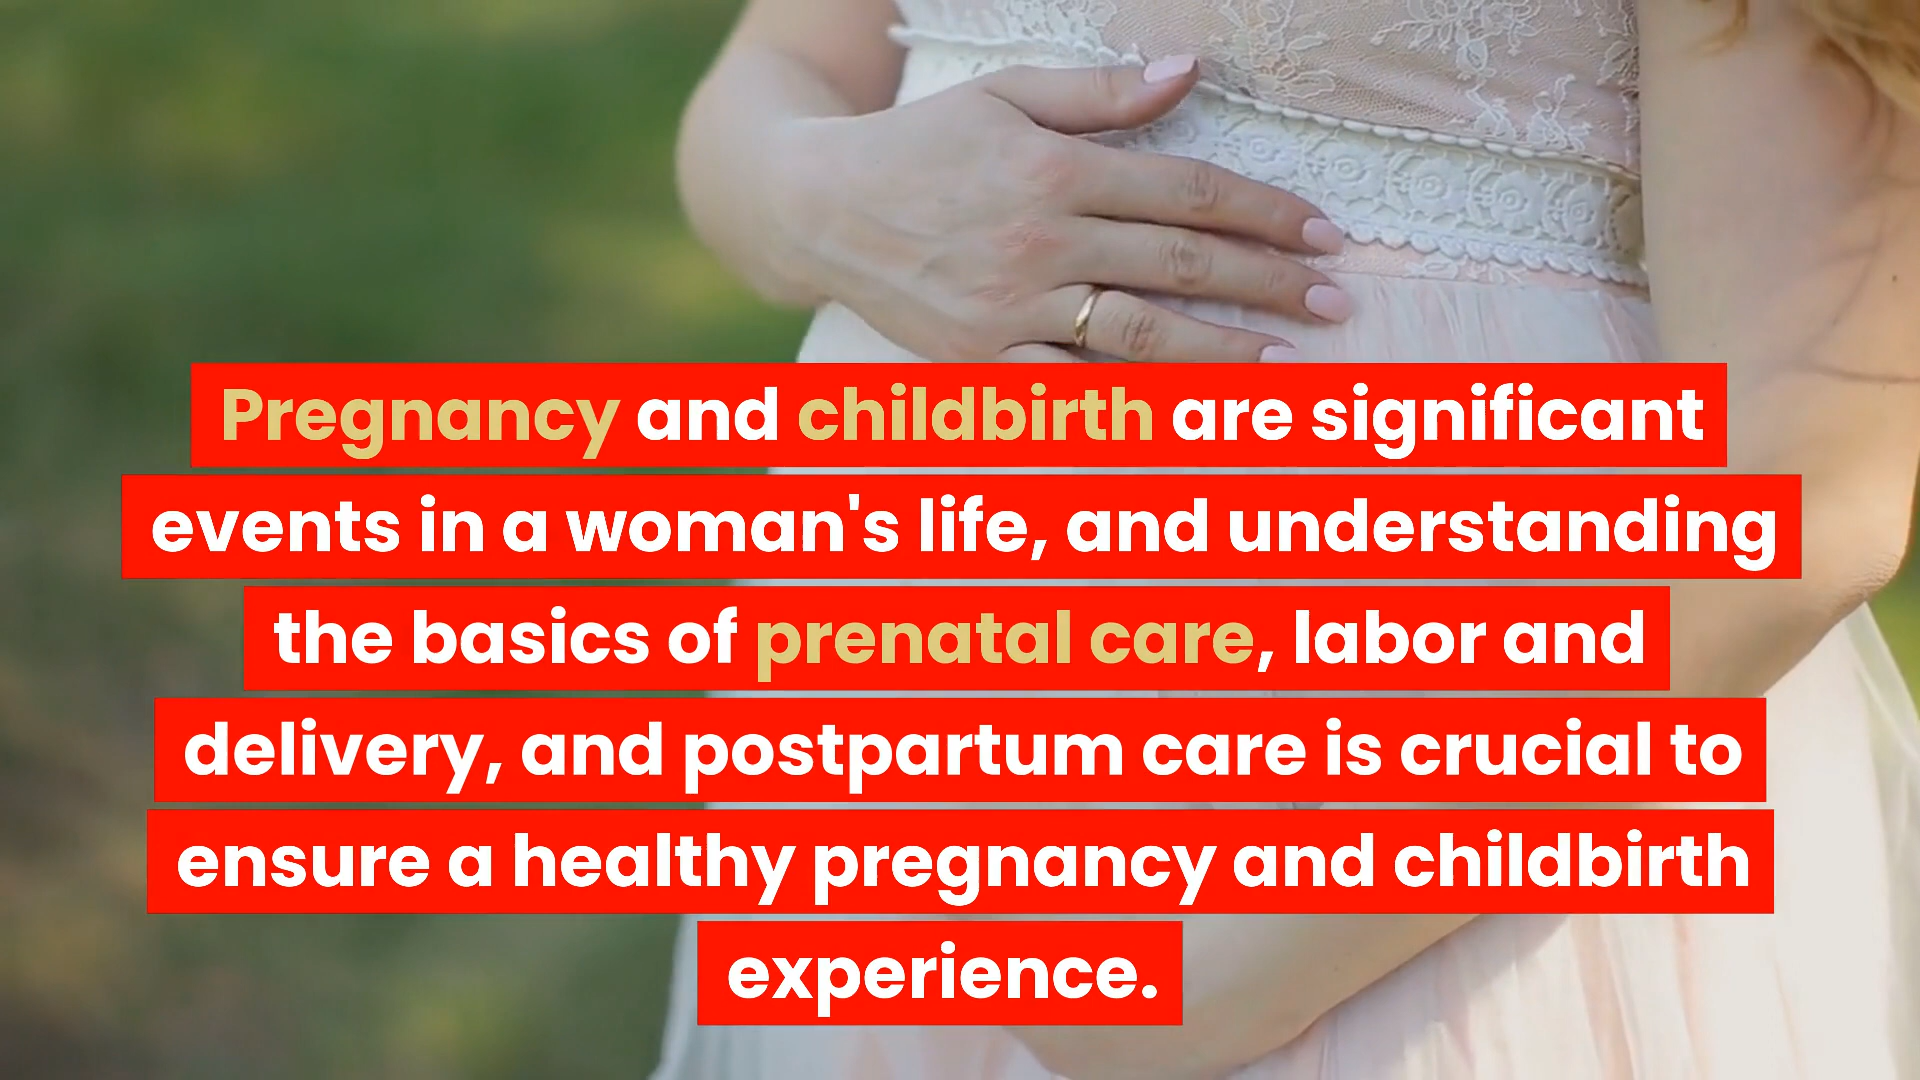 Pregnancy and childbirth are significant
events in a woman's life, and understanding
the basics of prenatal care, labor and
delivery, and postpartum care is crucial to
ensure a healthy pregnancy and childbirth
experience.